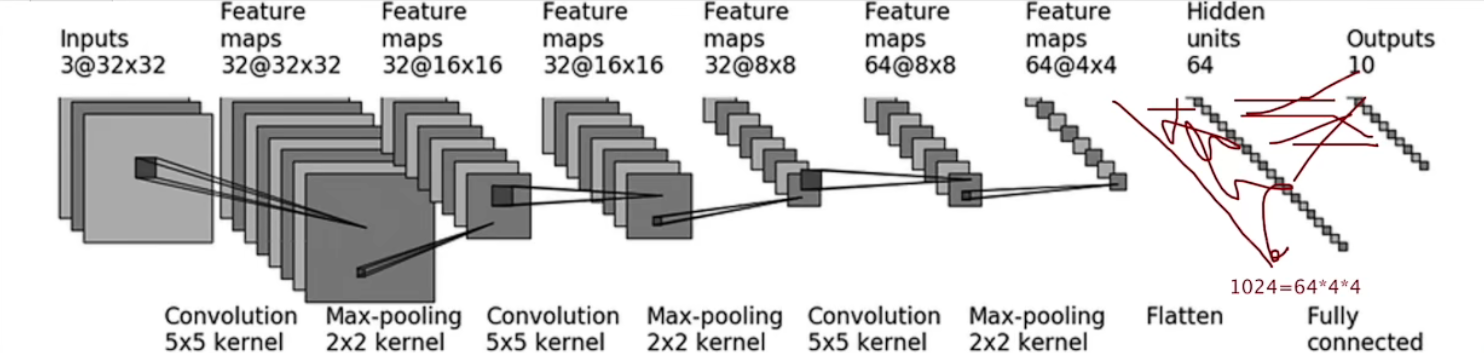 Inputs
3@32x32
Feature
maps
32@32x32
Feature
maps
32@16x16
Feature
maps
32@16x16
Feature
maps
32@8x8
Feature
maps
64@8x8
Feature
maps
64@4x4
Hidden
units
64
Outputs
10
1024=64*4*4
Convolution
5x5 kernel
Max-pooling
2x2 kernel
Convolution
5x5 kernel
Max-pooling
2x2 kernel
Convolution
5x5 kernel
Max-pooling
2x2 kernel
Flatten
Fully
connected